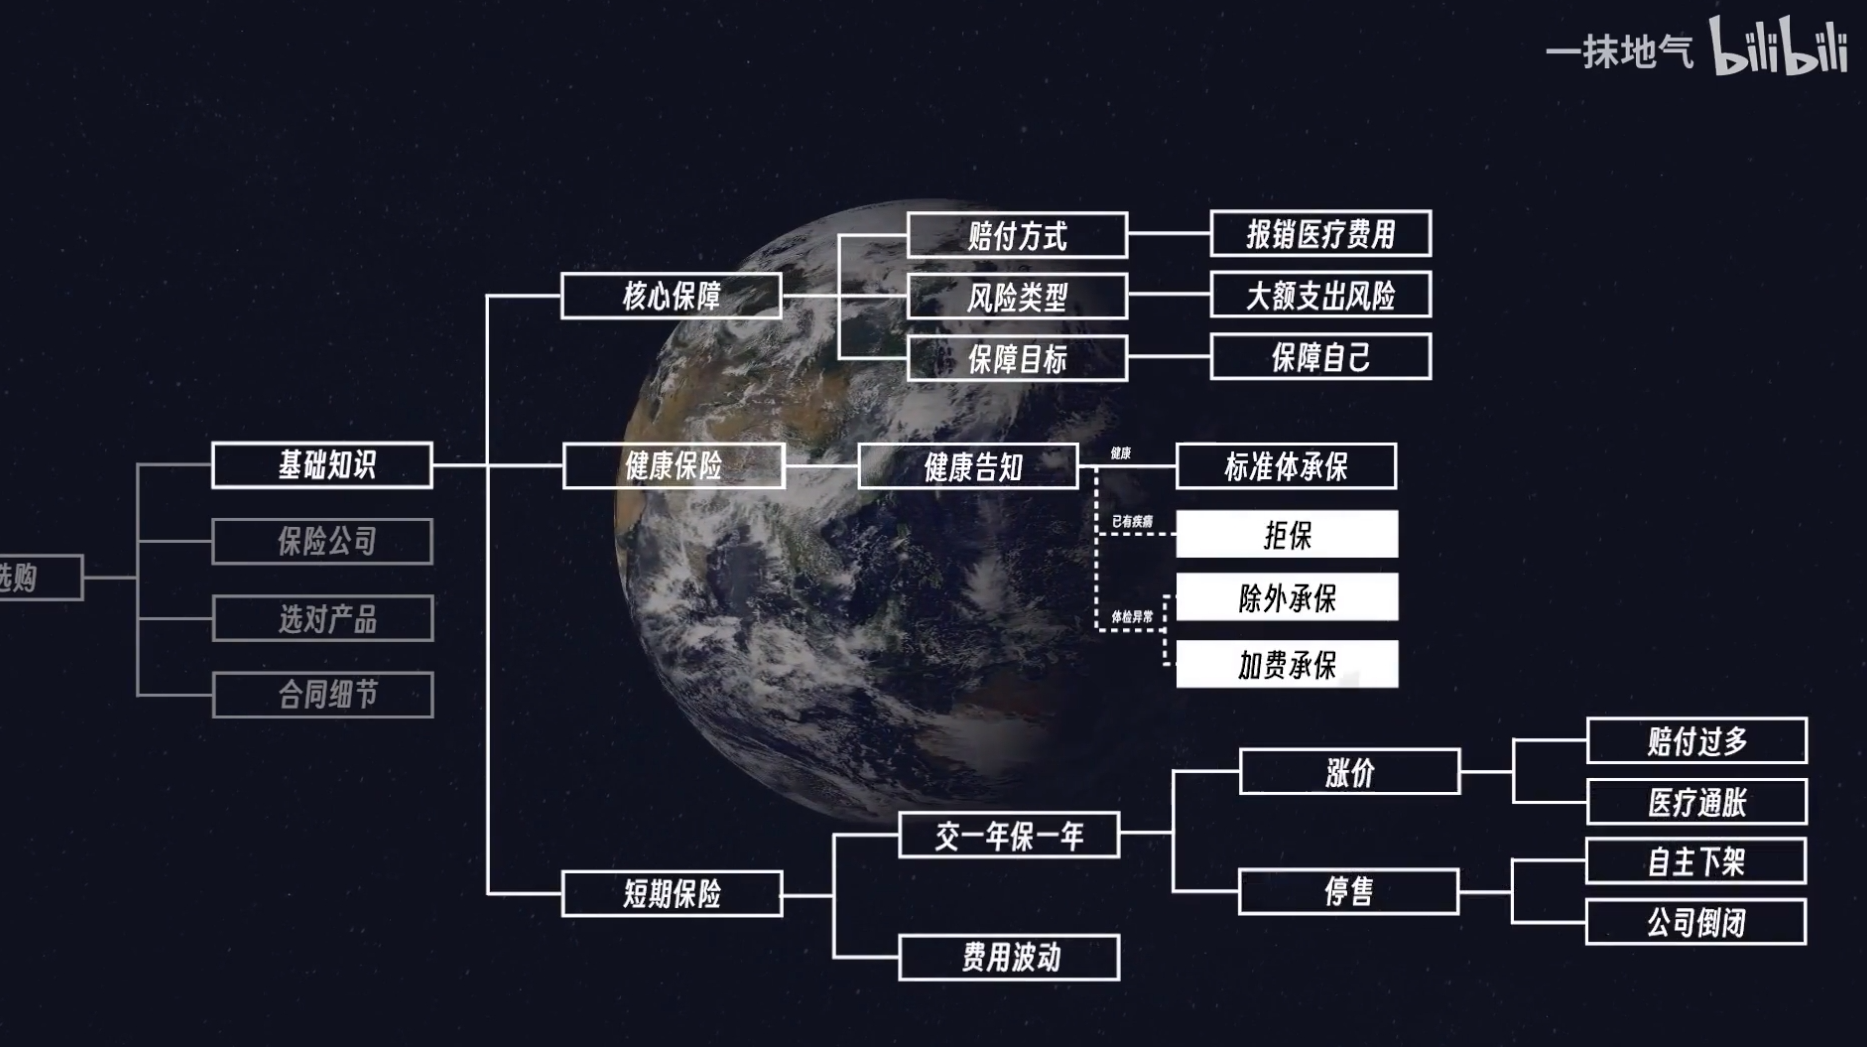 一抹地气 bilibili
选购
基础知识
保险公司
选对产品
合同细节
核心保障
赔付方式
报销医疗费用
风险类型
大额支出风险
保障目标
保障自己
健康保险
健康告知
健康
标准体承保
已有疾病
拒保
体检异常
除外承保
加费承保
短期保险
交一年保一年
涨价
赔付过多
医疗通胀
停售
自主下架
公司倒闭
费用波动